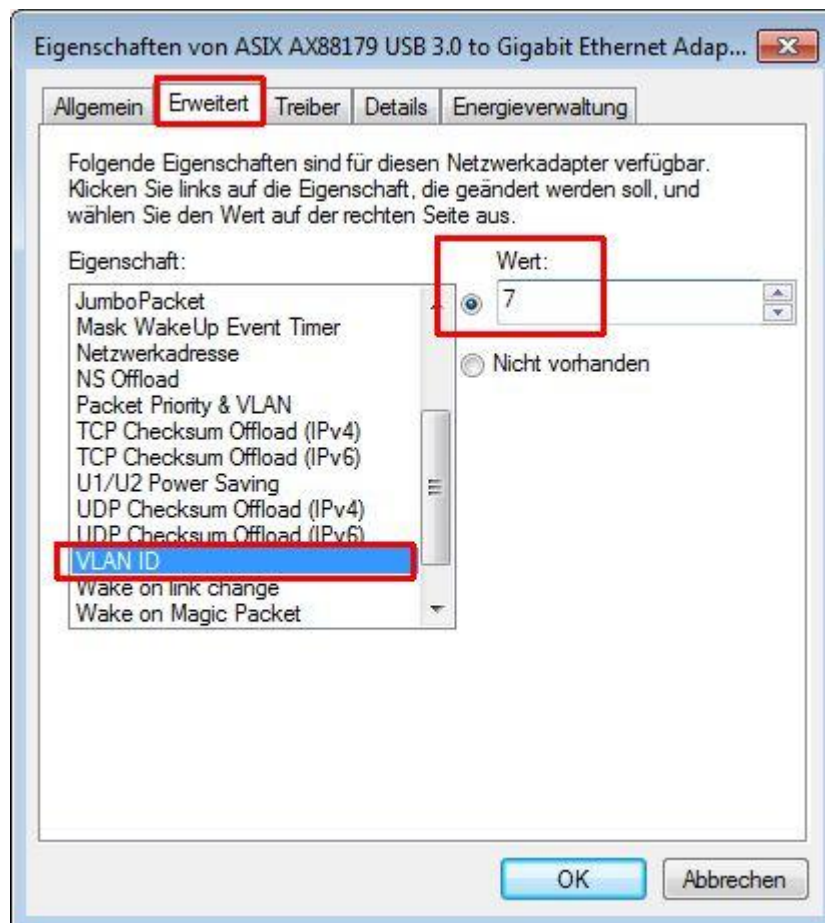 Eigenschaften von ASIX AX88179 USB 3.0 to Gigabit Ethernet Adap...
Allgemein Erweitert Treiber Details Energieverwaltung
Folgende Eigenschaften sind für diesen Netzwerkadapter verfügbar.
Klicken Sie links auf die Eigenschaft, die geändert werden soll, und
wählen Sie den Wert auf der rechten Seite aus.
Eigenschaft:
JumboPacket
Mask WakeUp Event Timer
Netzwerkadresse
NS Offload
Packet Priority & VLAN
TCP Checksum Offload (IPv4)
TCP Checksum Offload (IPv6)
U1/U2 Power Saving
UDP Checksum Offload (IPv4)
UDP Checksum Offload (IPv6)
VLAN ID
Wake on link change
Wake on Magic Packet
Wert:
7
Nicht vorhanden
OK Abbrechen